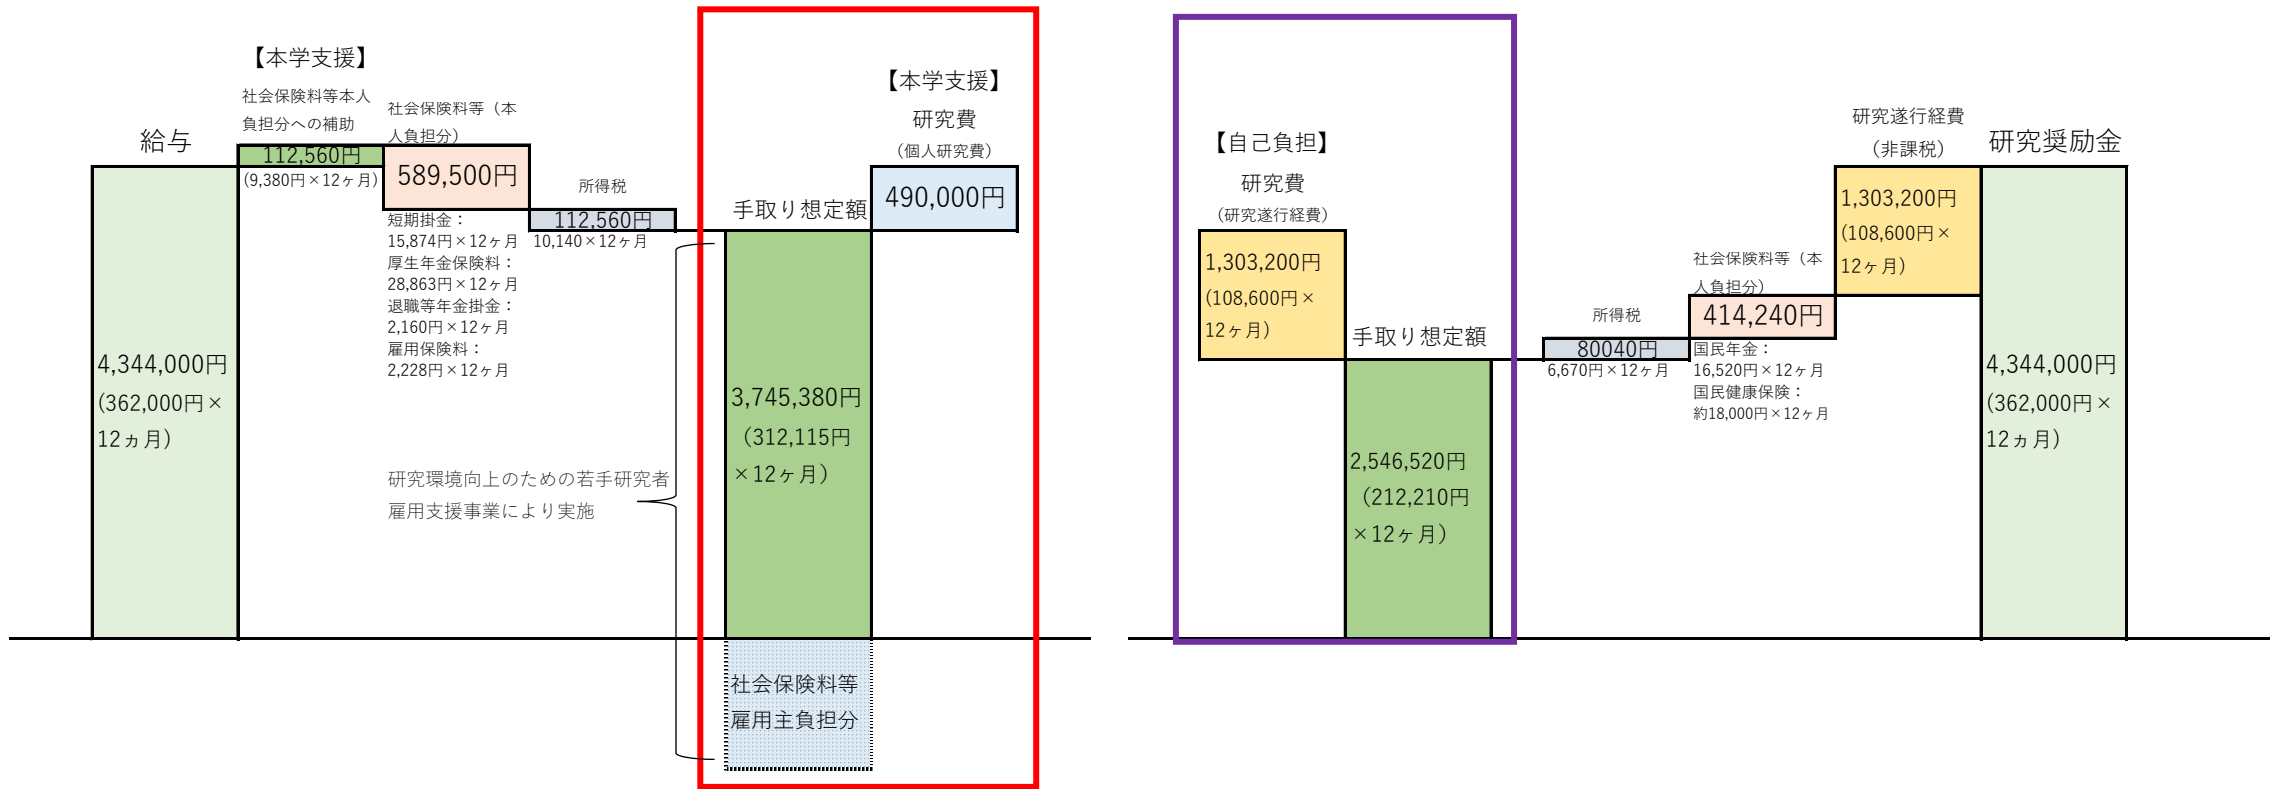 給与
4,344,000円
(362,000円×
12ヵ月)
【本学支援】
社会保険料等本人
負担分への補助
112,560円
(9,380円×12ヶ月)
社会保険料等（本
人負担分）
589,500円
短期掛金：
15,874円×12ヶ月
厚生年金保険料：
28,863円×12ヶ月
退職等年金掛金：
2,160円×12ヶ月
雇用保険料：
2,228円×12ヶ月
所得税
112,560円
10,140×12ヶ月
研究環境向上のための若手研究者
雇用支援事業により実施
手取り想定額
3,745,380円
（312,115円
×12ヶ月）
社会保険料等
雇用主負担分
【本学支援】
研究費
（個人研究費）
490,000円
【自己負担】
研究費
（研究遂行経費）
1,303,200円
(108,600円×
12ヶ月)
手取り想定額
2,546,520円
（212,210円
×12ヶ月）
所得税
80040円
6,670円×12ヶ月
社会保険料等（本
人負担分）
414,240円
国民年金：
16,520円×12ヶ月
国民健康保険：
約18,000円×12ヶ月
研究遂行経費
（非課税）
1,303,200円
(108,600円×
12ヶ月)
研究奨励金
4,344,000円
(362,000円×
12ヵ月)